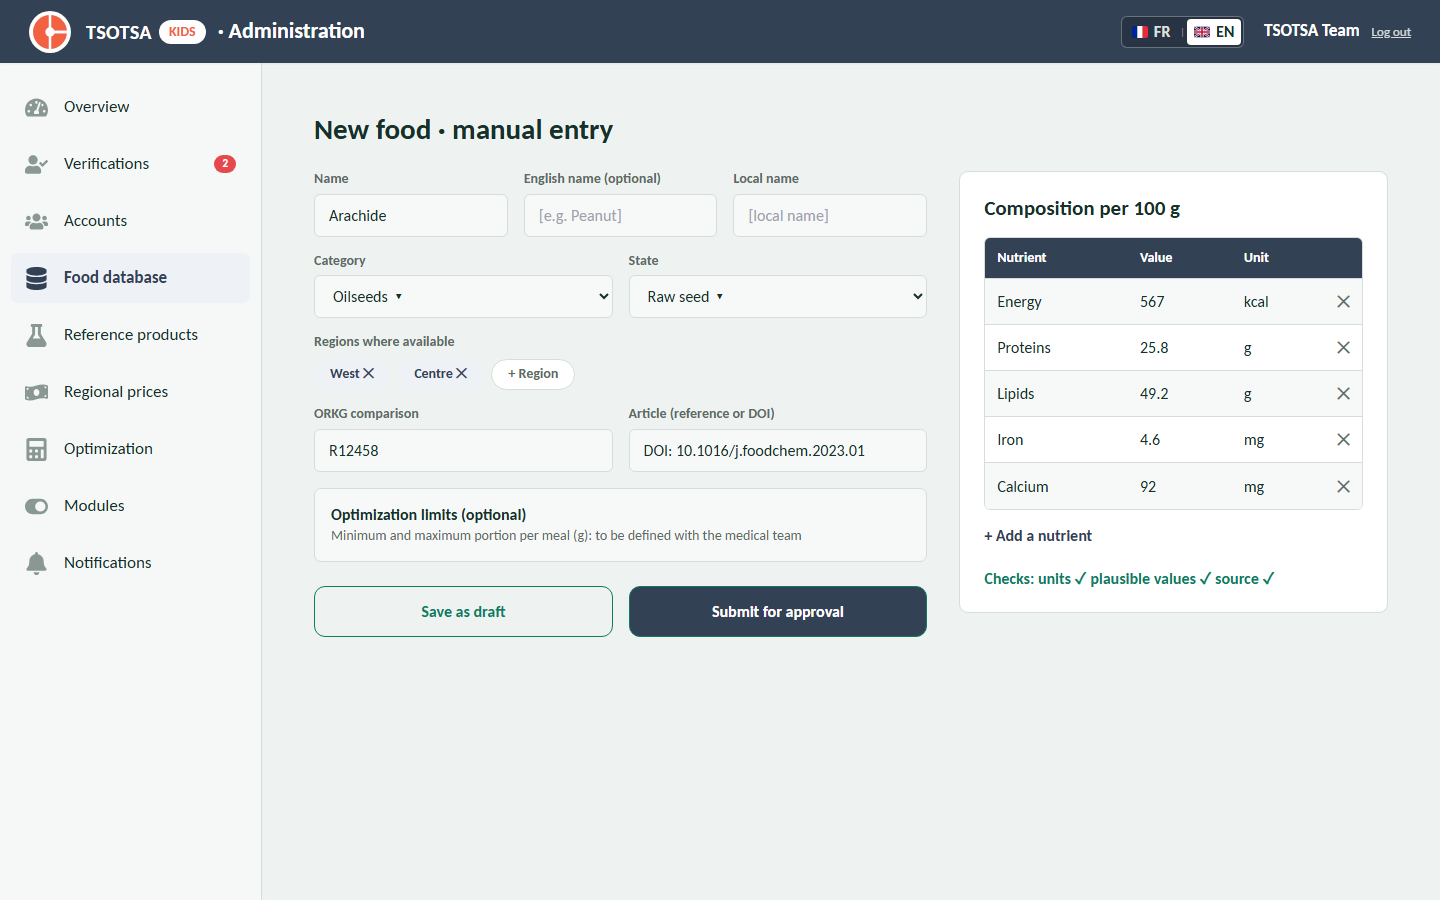 TSOTSA KIDS · Administration
FR | EN
TSOTSA Team Log out
Overview
Verifications 2
Accounts
Food database
Reference products
Regional prices
Optimization
Modules
Notifications
New food · manual entry
Name
Arachide
English name (optional)
[e.g. Peanut]
Local name
[local name]
Category
Oilseeds ▾
State
Raw seed ▾
Regions where available
West ✕ Centre ✕ + Region
ORKG comparison
R12458
Article (reference or DOI)
DOI: 10.1016/j.foodchem.2023.01
Optimization limits (optional)
Minimum and maximum portion per meal (g): to be defined with the medical team
Save as draft
Submit for approval
Composition per 100 g
Nutrient Value Unit
Energy 567 kcal ✕
Proteins 25.8 g ✕
Lipids 49.2 g ✕
Iron 4.6 mg ✕
Calcium 92 mg ✕
+ Add a nutrient
Checks: units ✓ plausible values ✓ source ✓